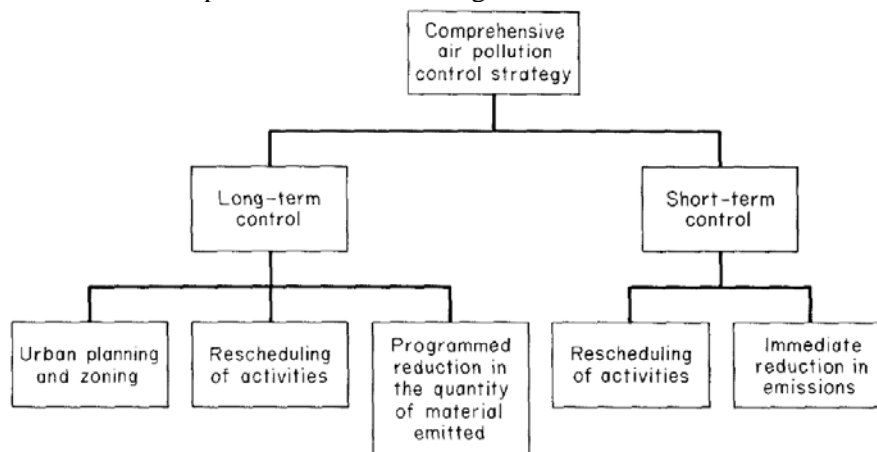 Comprehensive
air pollution
control strategy
Long-term
control
Short-term
control
Urban planning
and zoning
Rescheduling
of activities
Programmed
reduction in
the quantity
of material
emitted
Rescheduling
of activities
Immediate
reduction in
emissions